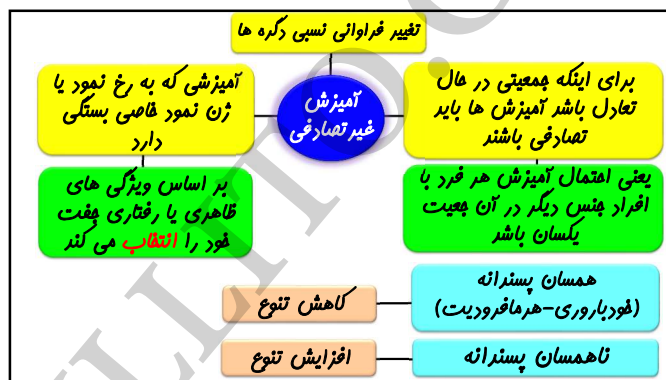 تغییر فراوانی نسبی دگره ها
آمیزش
غیر تصادفی
برای اینکه جمعیتی در حال
تعادل باشد آمیزش ها باید
تصادفی باشند
یعنی احتمال آمیزش هر فرد با
افراد جنس دیگر در آن جعیت
یکسان باشد
آمیزشی که به رخ نمود یا
ژن نمود خاصی بستگی
دارد
بر اساس ویژگی های
ظاهری یا رفتاری جفت
خود را انتخاب می کند
همسان پسندانه
(خودباروری-هرمافرودیت)
کاهش تنوع
ناهمسان پسندانه
افزایش تنوع